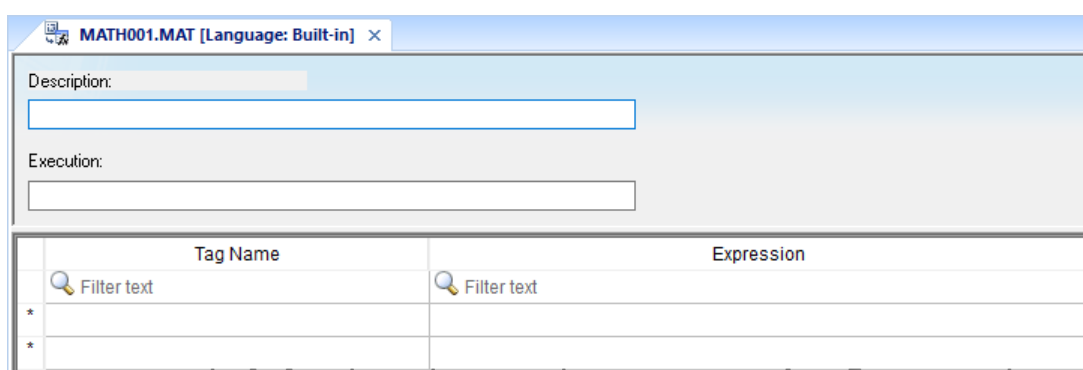 MATH001.MAT [Language: Built-in] ×
Description:
Execution:
Tag Name Expression
Filter text Filter text
*
*